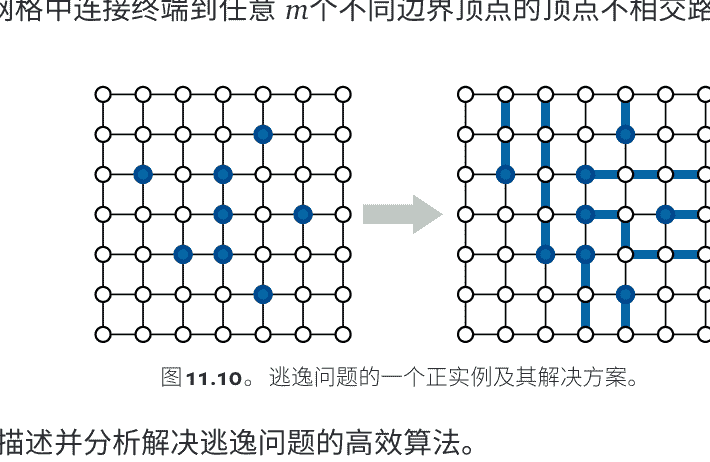 网格中连接终端到任意 m个不同边界顶点的顶点不相交路
图11.10。 逃逸问题的一个正实例及其解决方案。
描述并分析解决逃逸问题的高效算法。